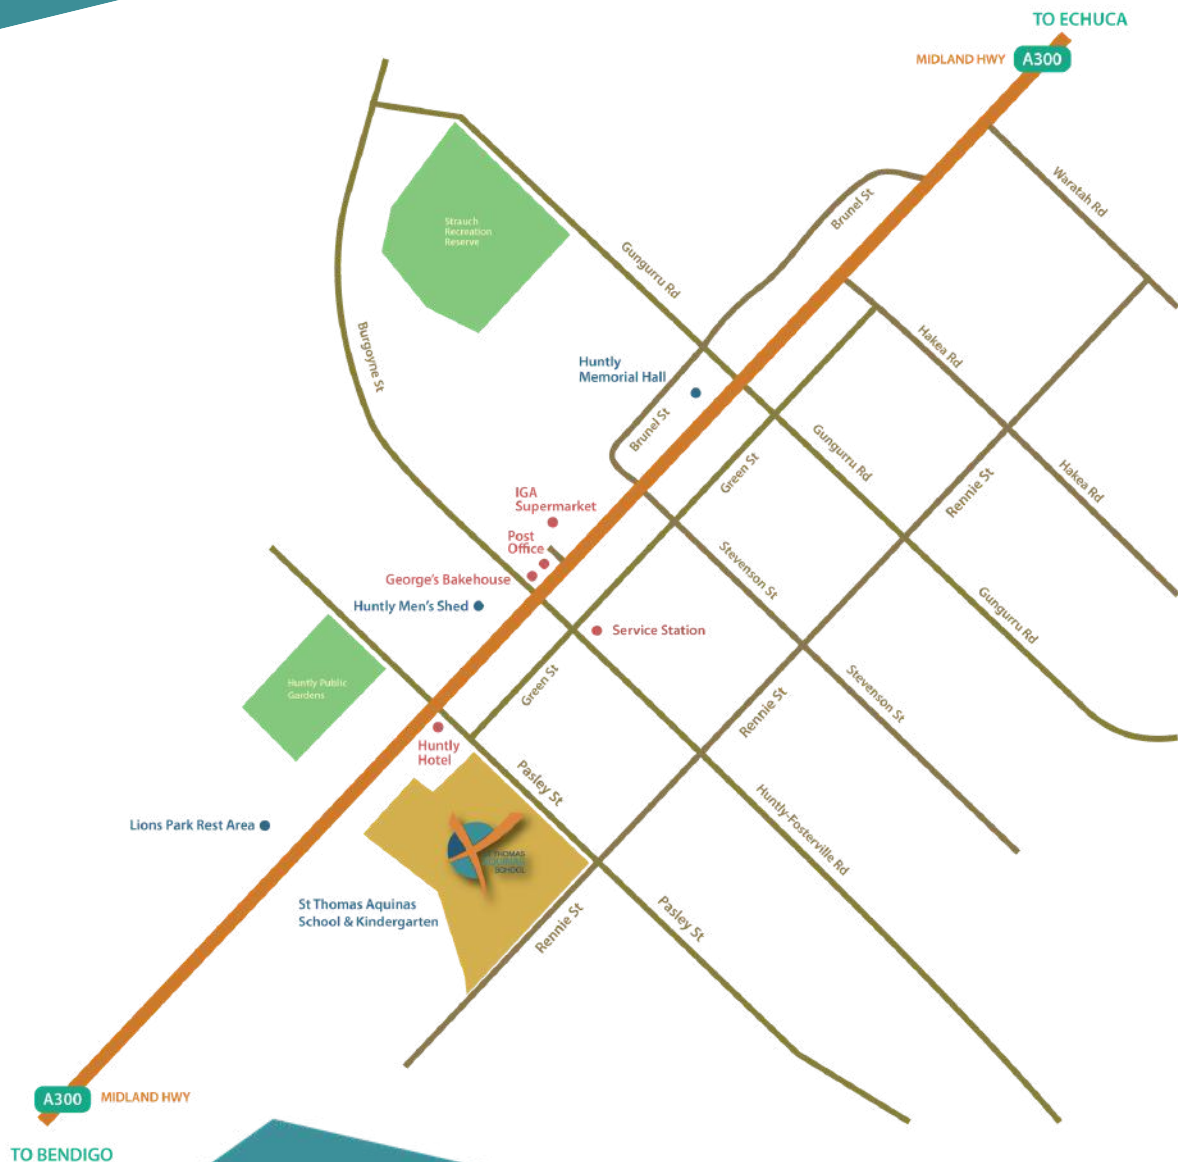 TO ECHUCA
MIDLAND HWY
A300
Waratah Rd
Brunel St
Strauch
Recreation
Reserve
Gungurru Rd
Burgoyne St
Hakea Rd
Huntly
Memorial Hall
Brunel St
Gungurru Rd
Green St
Hakea Rd
Rennie St
IGA
Supermarket
Post
Office
George's Bakehouse
Stevenson St
Huntly Men's Shed
Service Station
Gungurru Rd
Huntly Public
Gardens
Green St
Stevenson St
Rennie St
Huntly
Hotel
Pasley St
Huntly-Fosterville Rd
Lions Park Rest Area
THOMAS
SCHOOL
St Thomas Aquinas
School & Kindergarten
Rennie St
Pasley St
A300
MIDLAND HWY
TO BENDIGO